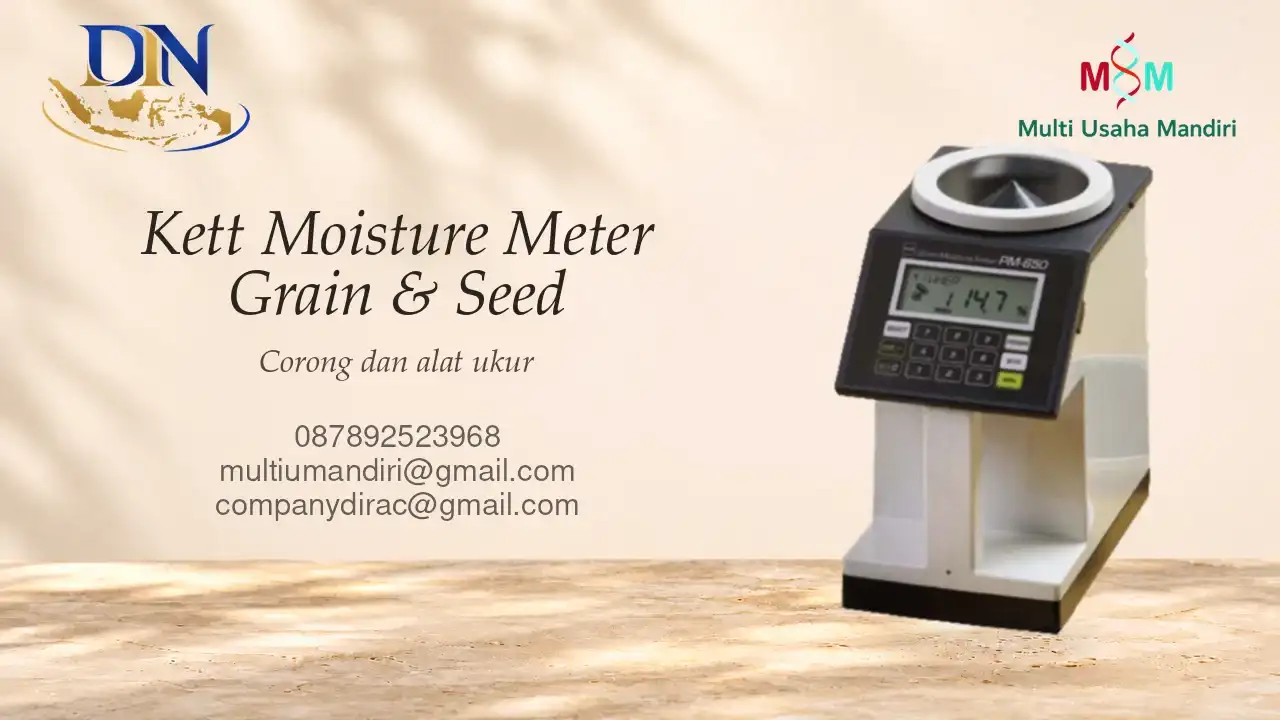 DIN
M M
Multi Usaha Mandiri
Kett Moisture Meter
Grain & Seed
Corong dan alat ukur
087892523968
multiumandiri@gmail.com
companydirac@gmail.com
PM-650
114.7